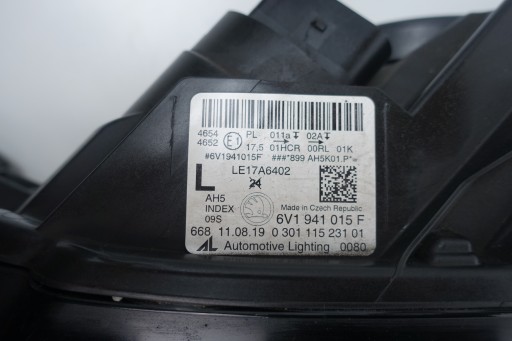 4654 E1 PL 011a 02A
4652 17,5 01HCR 00RL 01K
#6V1941015F ###*899 AH5K01.P*=
L LE17A6402
24
AH5
INDEX
09S
Made in Czech Republic
6V1 941 015 F
668 11.08.19 0 301 115 231 01
AL Automotive Lighting 0080